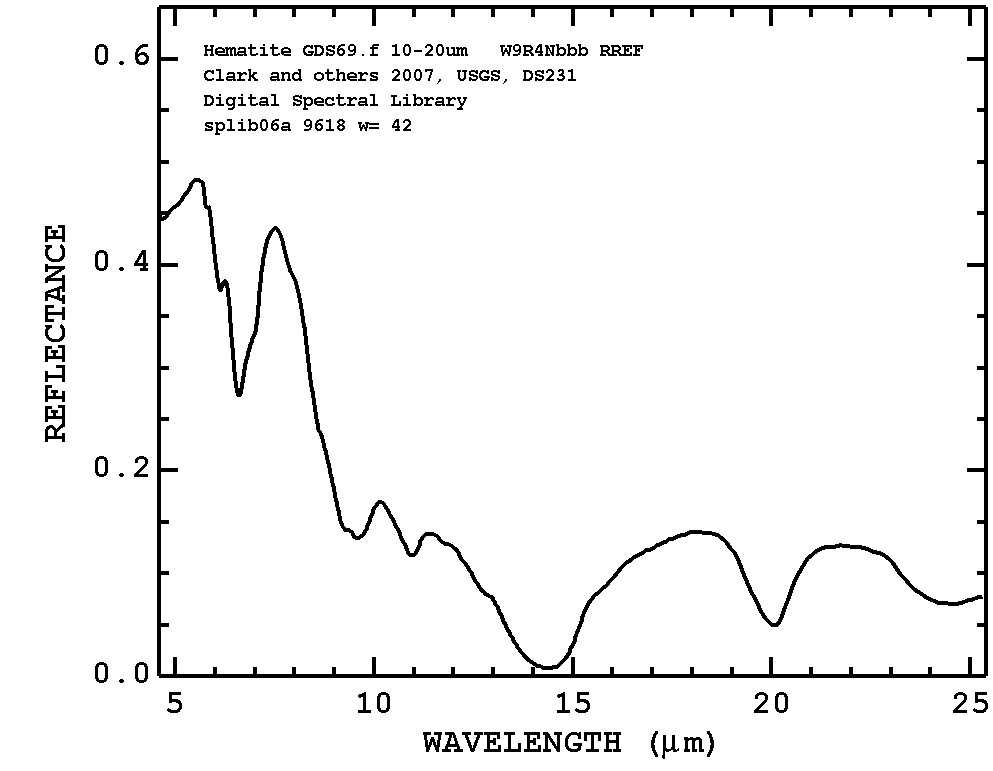 Hematite GDS69.f 10-20um W9R4Nbbb RREF
Clark and others 2007, USGS, DS231
Digital Spectral Library
splib06a 9618 w= 42
REFLECTANCE
0.6
0.4
0.2
0.0
5 10 15 20 25
WAVELENGTH (μm)